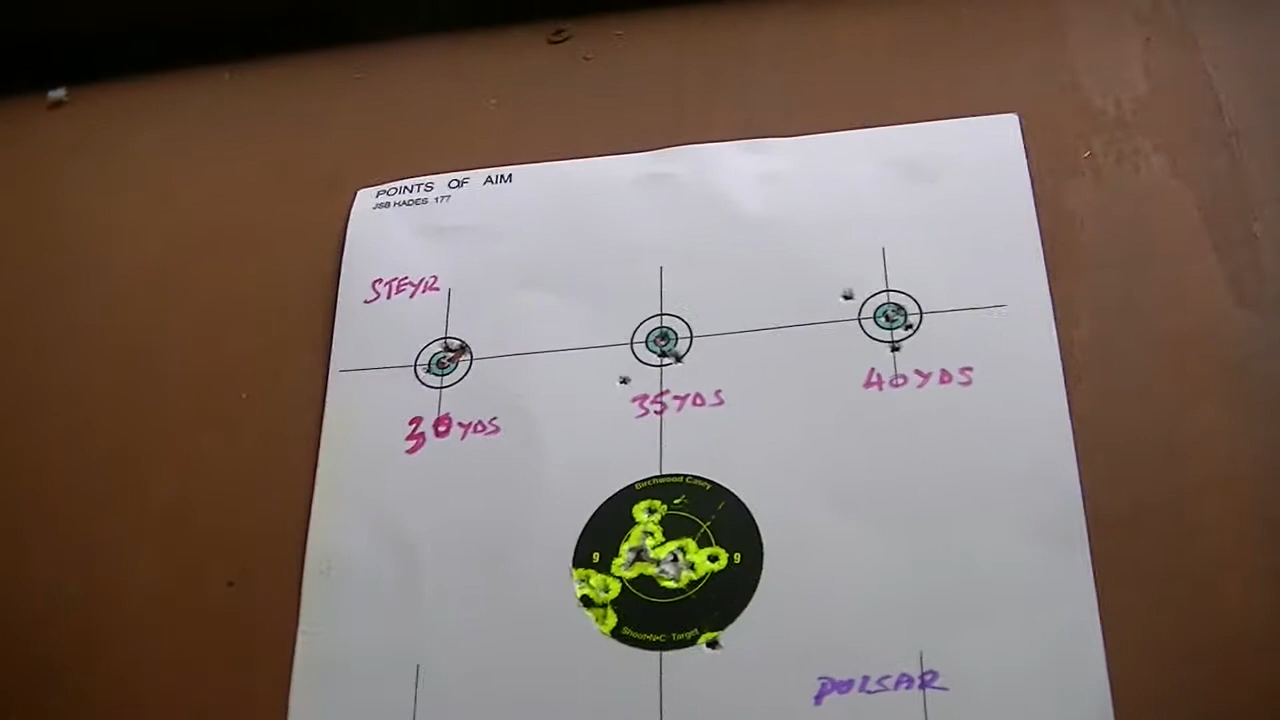 POINTS OF AIM
JSB HADES .177
STEYR
30YDS
35YDS
40YDS
Birchwood Casey
9 9
Shoot•N•C Target
PULSAR